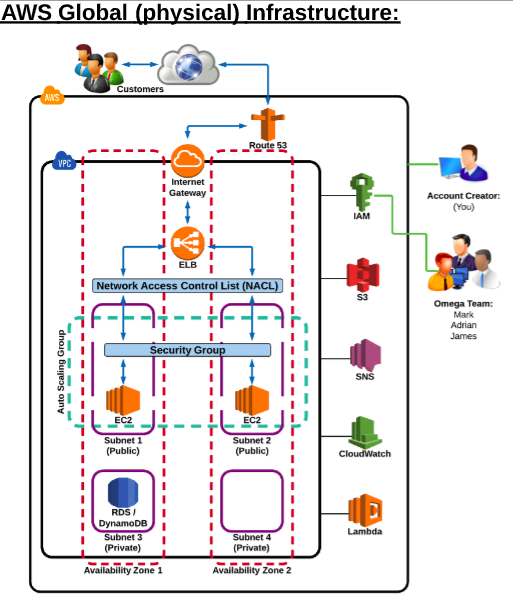 AWS Global (physical) Infrastructure:
Customers
AWS
Route 53
VPC
Internet
Gateway
Account Creator:
(You)
IAM
ELB
Network Access Control List (NACL)
S3
Omega Team:
Mark
Adrian
James
Auto Scaling Group
Security Group
SNS
EC2
EC2
Subnet 1
(Public)
Subnet 2
(Public)
CloudWatch
RDS /
DynamoDB
Lambda
Subnet 3
(Private)
Subnet 4
(Private)
Availability Zone 1
Availability Zone 2